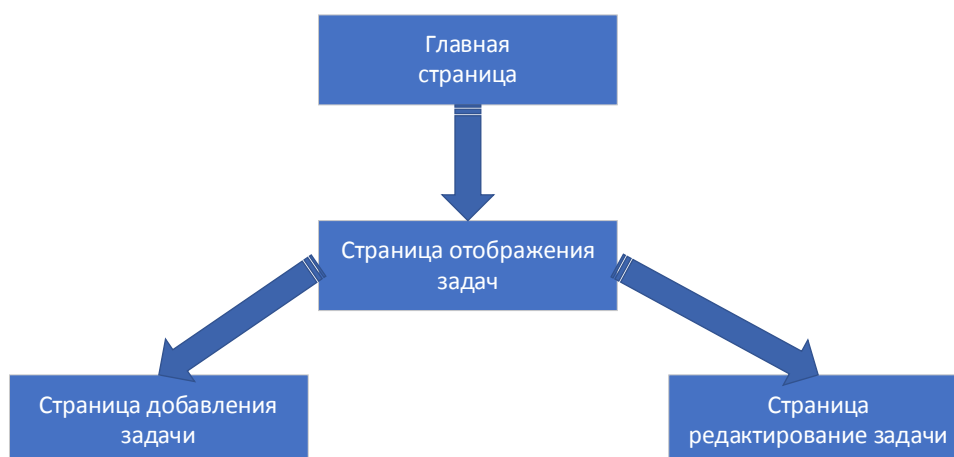 Главная
страница
Страница отображения
задач
Страница добавления
задачи
Страница
редактирование задачи